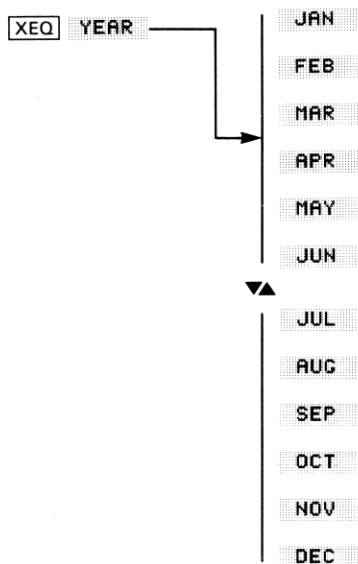 JAN
XEQ YEAR
FEB
MAR
APR
MAY
JUN
JUL
AUG
SEP
OCT
NOV
DEC